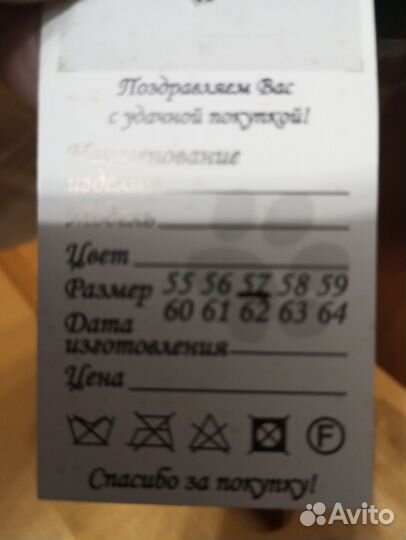 Поздравляем Вас
с удачной покупкой!
Наименование
изделия
Модель
Цвет
Размер 55 56 57 58 59
60 61 62 63 64
Дата
изготовления
Цена
F
Спасибо за покупку!
Avito